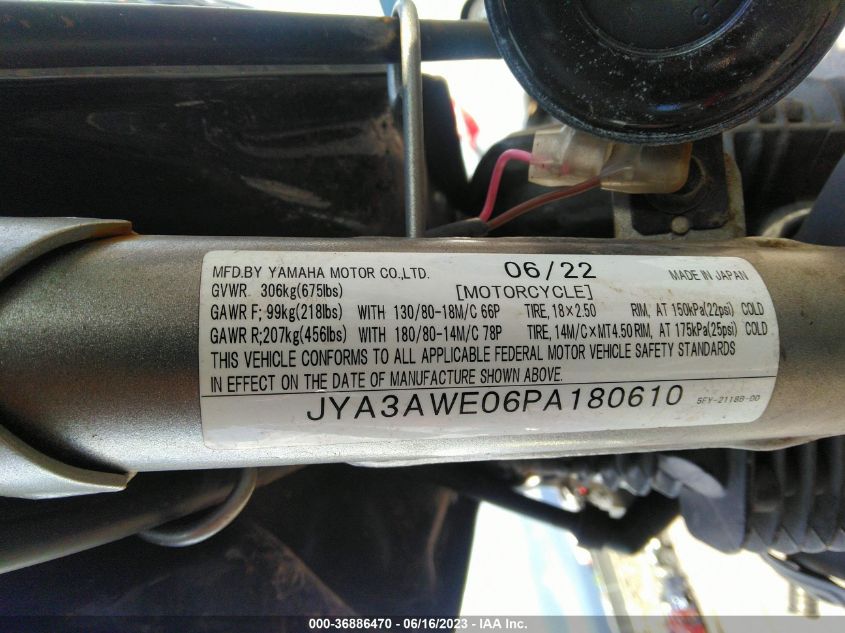 MFD.BY YAMAHA MOTOR CO.,LTD. 06/22 MADE IN JAPAN
GVWR 306kg(675lbs) [MOTORCYCLE]
GAWR F; 99kg(218lbs) WITH 130/80-18M/C 66P TIRE, 18×2.50 RIM, AT 150kPa(22psi) COLD
GAWR R;207kg(456lbs) WITH 180/80-14M/C 78P TIRE, 14M/C×MT4.50 RIM, AT 175kPa(25psi) COLD
THIS VEHICLE CONFORMS TO ALL APPLICABLE FEDERAL MOTOR VEHICLE SAFETY STANDARDS
IN EFFECT ON THE DATE OF MANUFACTURE SHOWN ABOVE.
JYA3AWE06PA180610 5FY-2118B-00
000-36886470 - 06/16/2023 - ©IAA Inc.